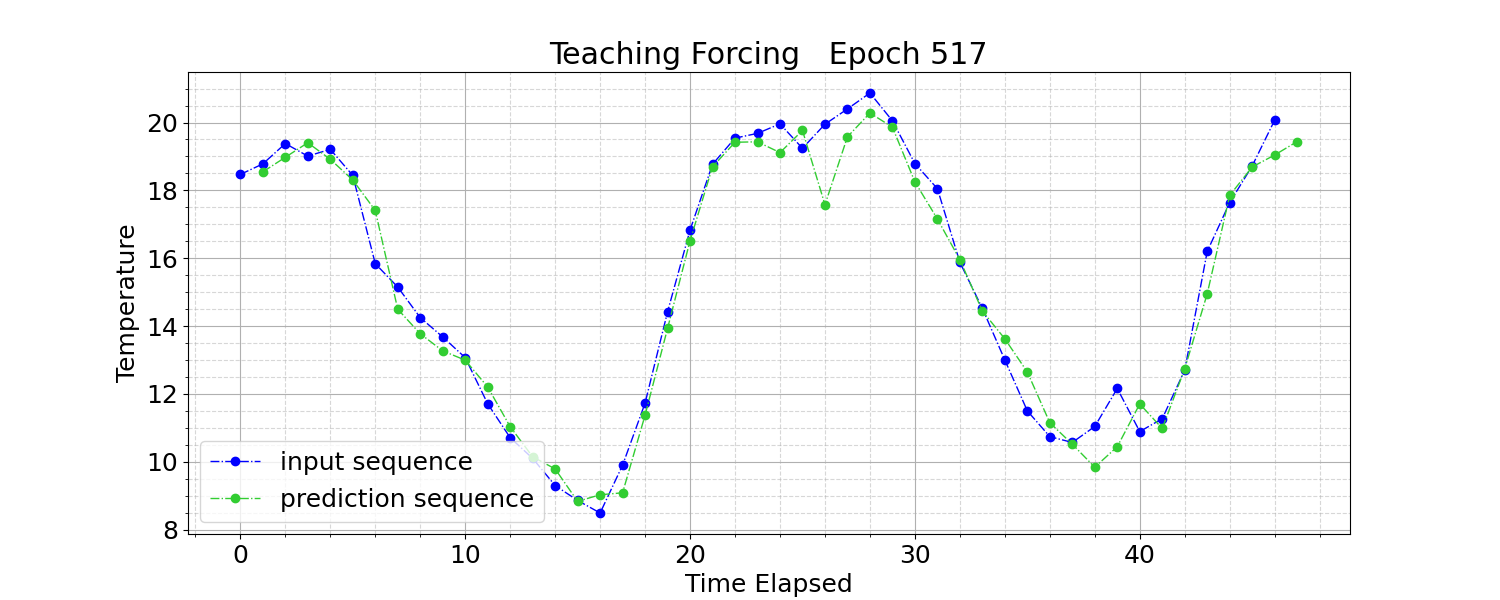 Teaching Forcing   Epoch 517
Temperature
20
18
16
14
12
10
8
input sequence
prediction sequence
0 10 20 30 40
Time Elapsed